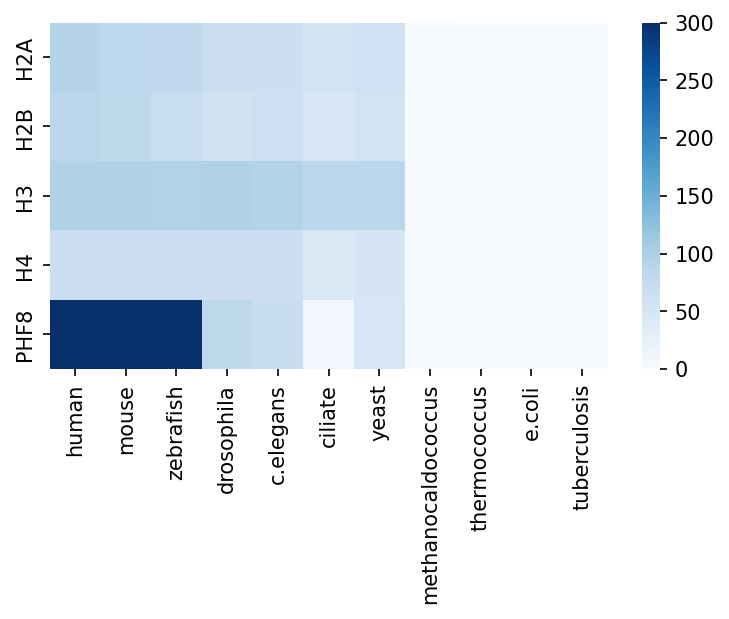 H2A
H2B
H3
H4
PHF8
human
mouse
zebrafish
drosophila
c.elegans
ciliate
yeast
methanocaldococcus
thermococcus
e.coli
tuberculosis
300
250
200
150
100
50
0